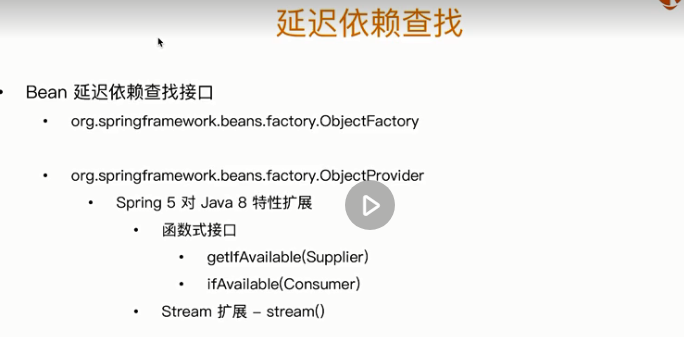 延迟依赖查找
• Bean 延迟依赖查找接口
• org.springframework.beans.factory.ObjectFactory
• org.springframework.beans.factory.ObjectProvider
• Spring 5 对 Java 8 特性扩展
• 函数式接口
• getIfAvailable(Supplier)
• ifAvailable(Consumer)
• Stream 扩展 – stream()